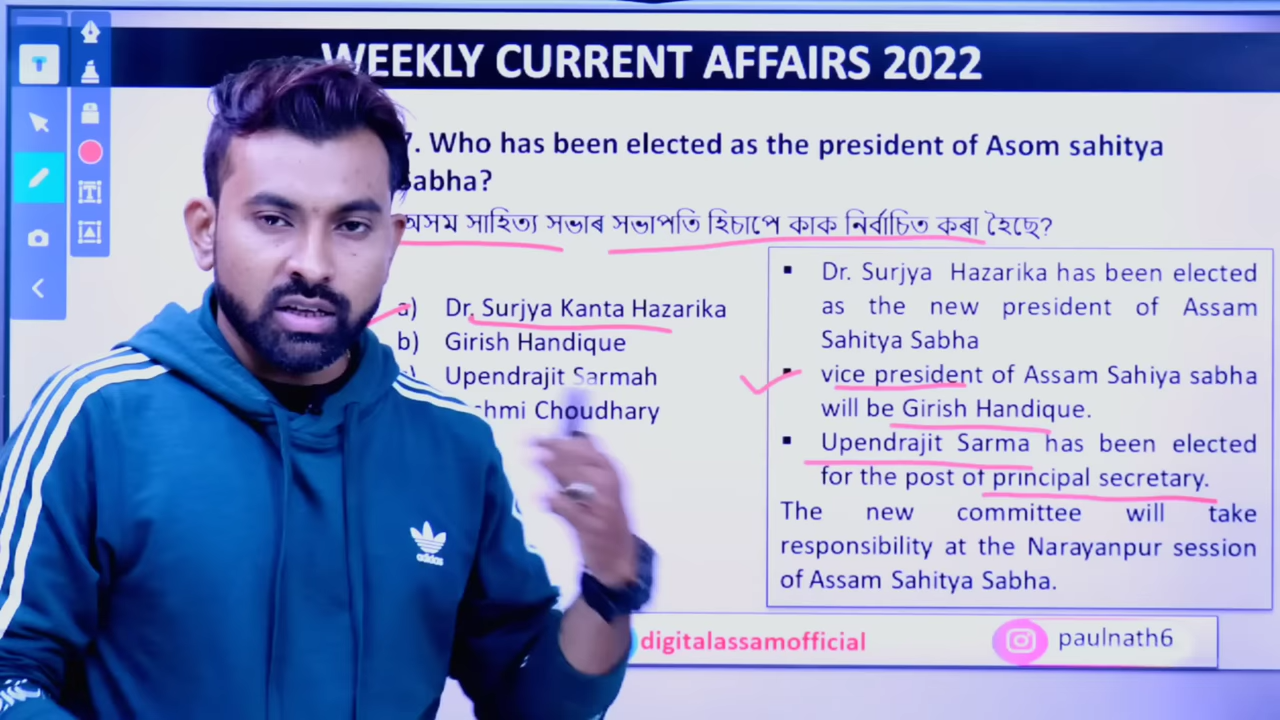 WEEKLY CURRENT AFFAIRS 2022
7. Who has been elected as the president of Asom sahitya
Sabha?
অসম সাহিত্য সভাৰ সভাপতি হিচাপে কাক নিৰ্বাচিত কৰা হৈছে?
a) Dr. Surjya Kanta Hazarika
b) Girish Handique
Upendrajit Sarmah
Choudhary
▪ Dr. Surjya Hazarika has been elected
as the new president of Assam
Sahitya Sabha
▪ vice president of Assam Sahiya sabha
will be Girish Handique.
▪ Upendrajit Sarma has been elected
for the post of principal secretary.
The new committee will take
responsibility at the Narayanpur session
of Assam Sahitya Sabha.
adidas
digitalassamofficial
paulnath6